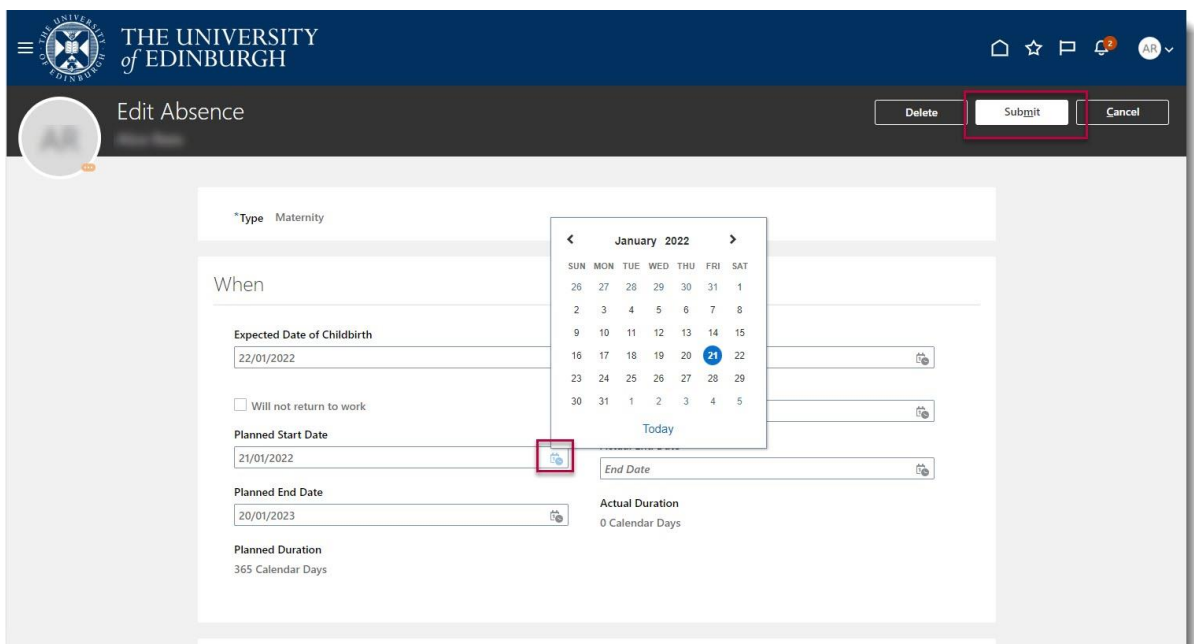 THE UNIVERSITY
of EDINBURGH
2
AR
Edit Absence
Delete
Submit
Cancel
*Type Maternity
January 2022
SUN MON TUE WED THU FRI SAT
26 27 28 29 30 31 1
2 3 4 5 6 7 8
9 10 11 12 13 14 15
16 17 18 19 20 21 22
23 24 25 26 27 28 29
30 31 1 2 3 4 5
Today
When
Expected Date of Childbirth
22/01/2022
Will not return to work
Planned Start Date
21/01/2022
End Date
Planned End Date
20/01/2023
Actual Duration
0 Calendar Days
Planned Duration
365 Calendar Days